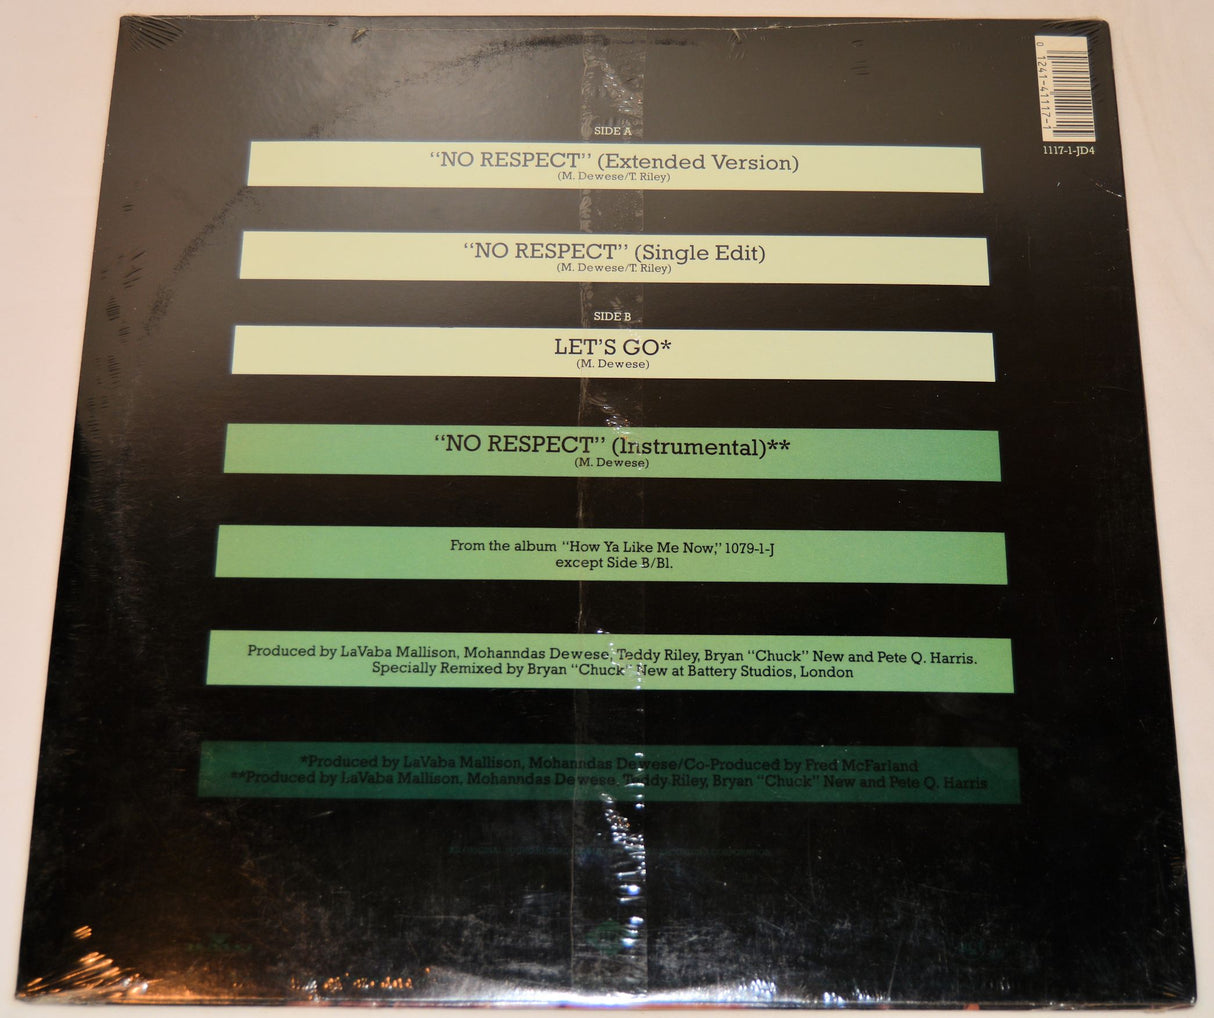 0 1241-41117-1
1117-1-JD4
SIDE A
“NO RESPECT” (Extended Version)
(M. Dewese/T. Riley)
“NO RESPECT” (Single Edit)
(M. Dewese/T. Riley)
SIDE B
LET’S GO*
(M. Dewese)
“NO RESPECT” (Instrumental)**
(M. Dewese)
From the album “How Ya Like Me Now,” 1079-1-J
except Side B/B1.
Produced by LaVaba Mallison, Mohanndas Dewese, Teddy Riley, Bryan “Chuck” New and Pete Q. Harris.
Specially Remixed by Bryan “Chuck” New at Battery Studios, London
*Produced by LaVaba Mallison, Mohanndas Dewese/Co-Produced by Fred McFarland
**Produced by LaVaba Mallison, Mohanndas Dewese, Teddy Riley, Bryan “Chuck” New and Pete Q. Harris